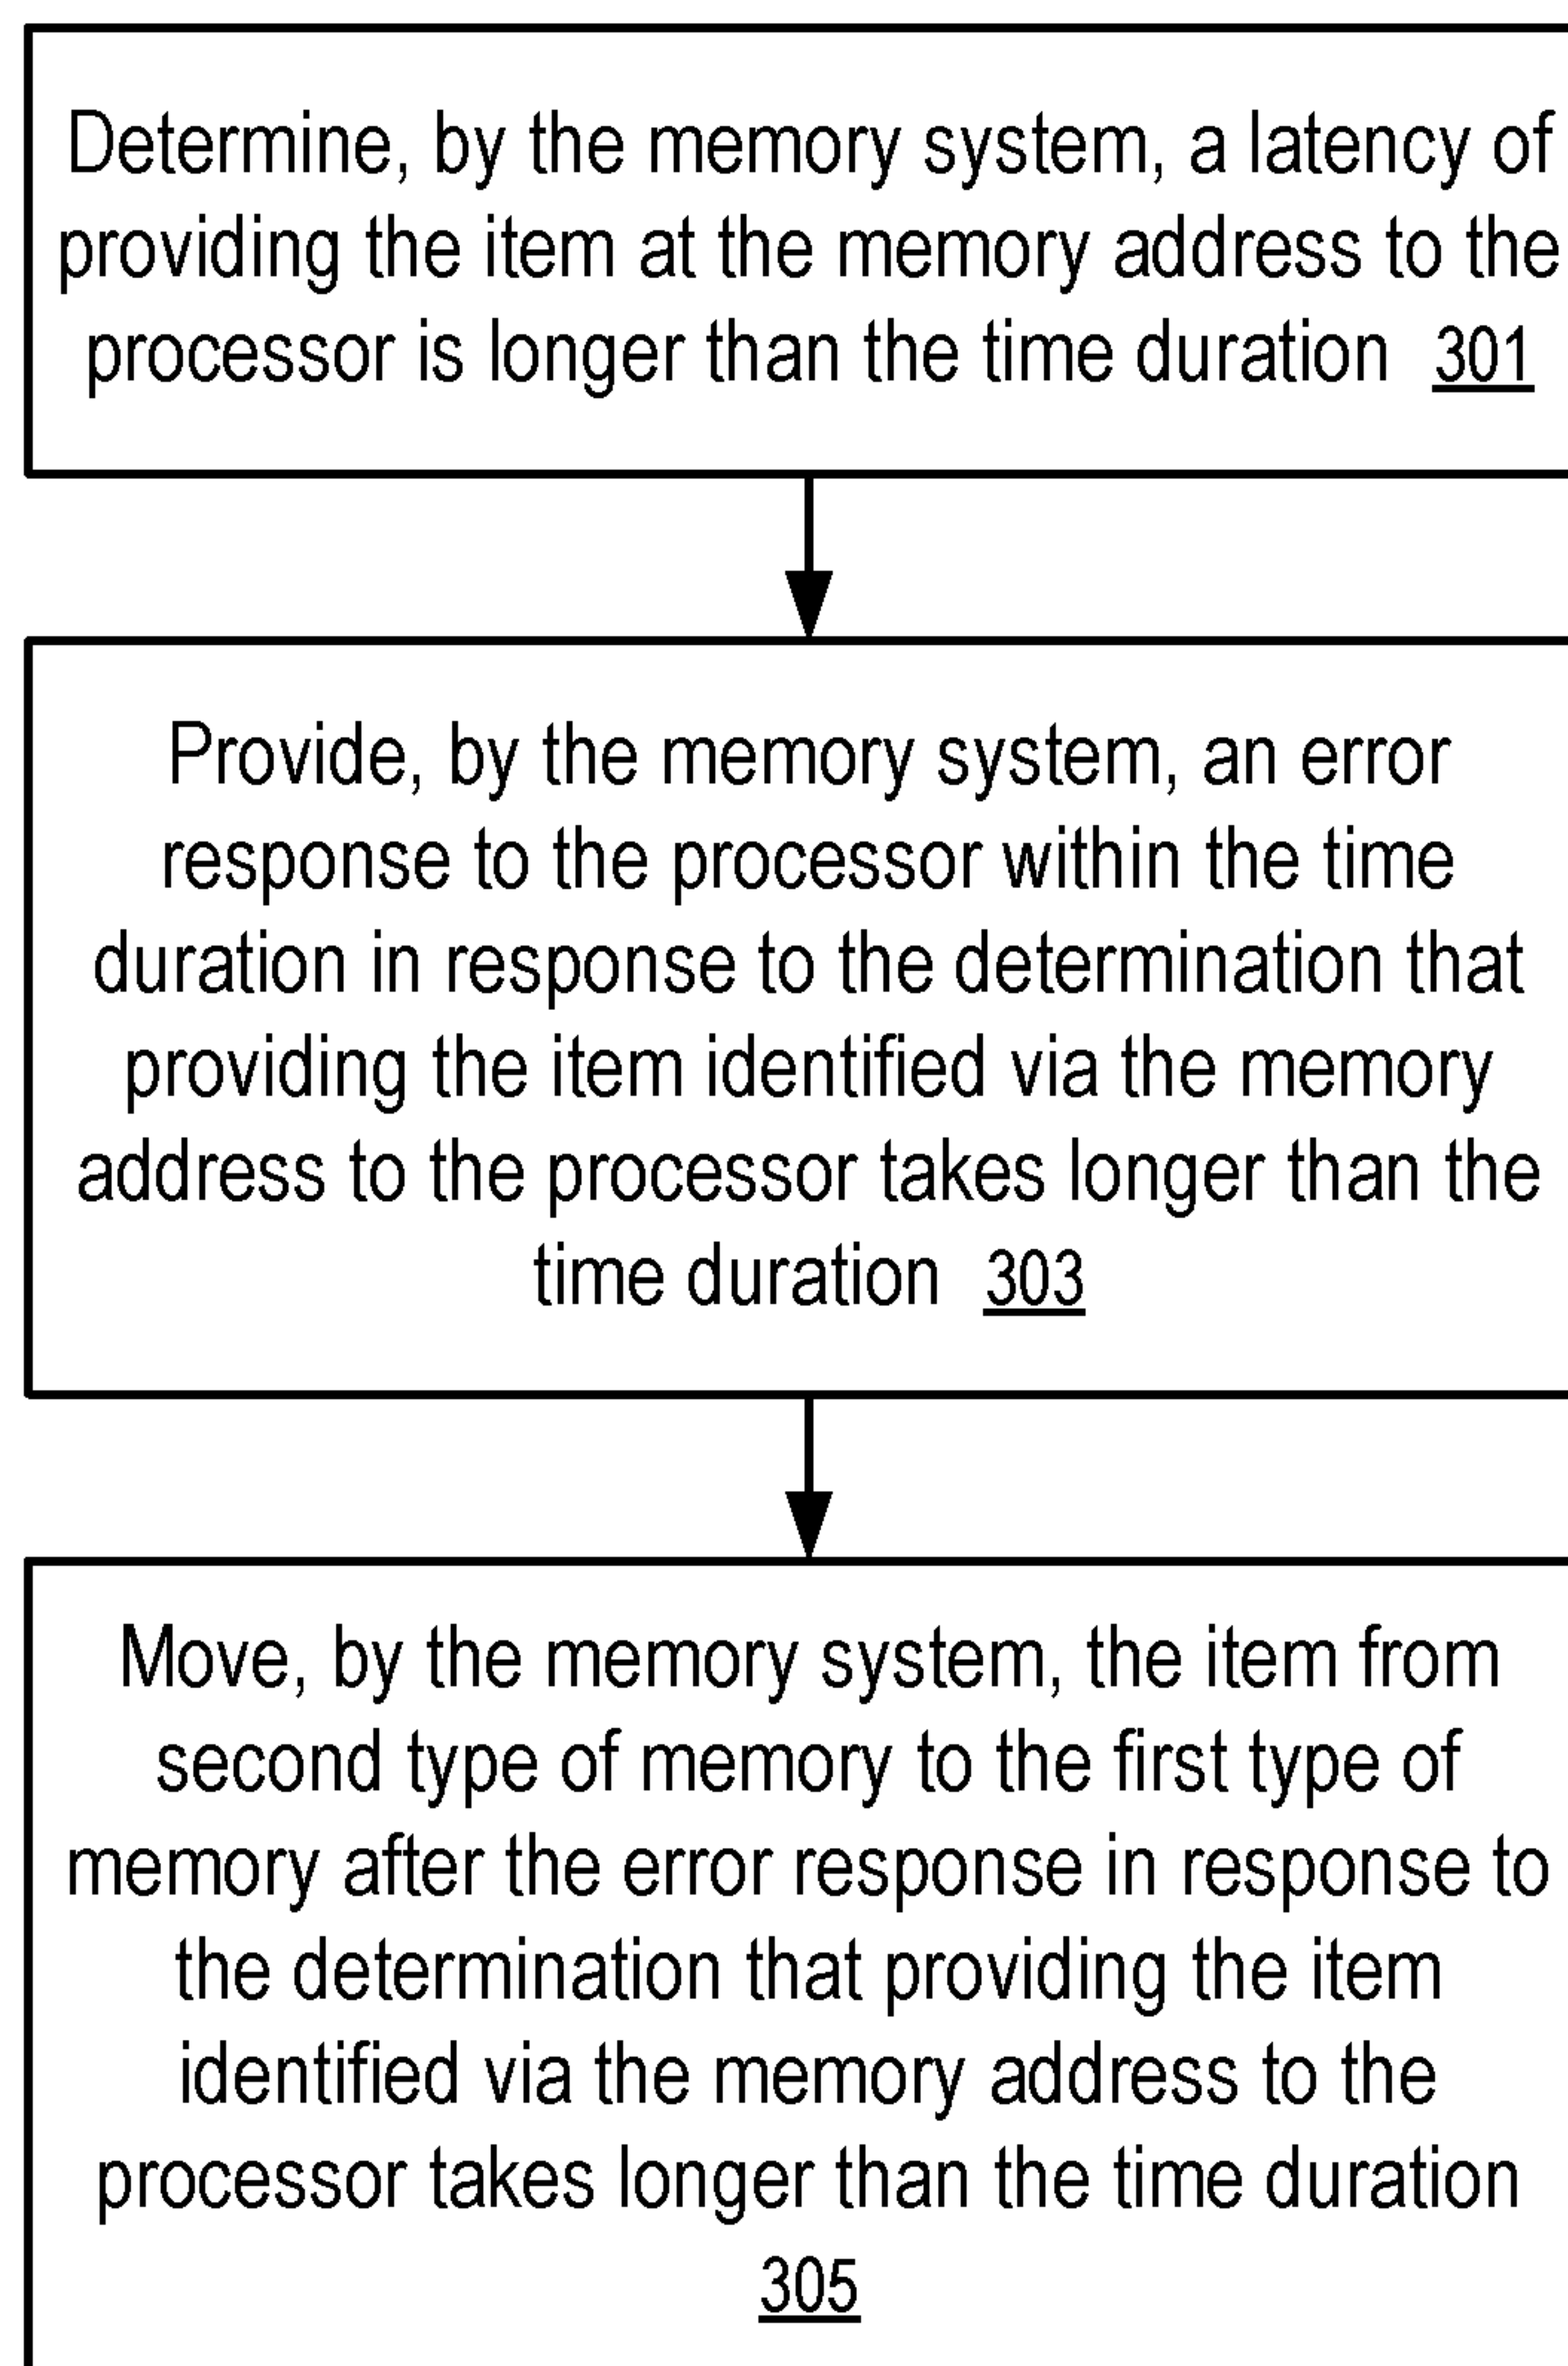 Determine, by the memory system, a latency of
providing the item at the memory address to the
processor is longer than the time duration 301
Provide, by the memory system, an error
response to the processor within the time
duration in response to the determination that
providing the item identified via the memory
address to the processor takes longer than the
time duration 303
Move, by the memory system, the item from
second type of memory to the first type of
memory after the error response in response to
the determination that providing the item
identified via the memory address to the
processor takes longer than the time duration
305